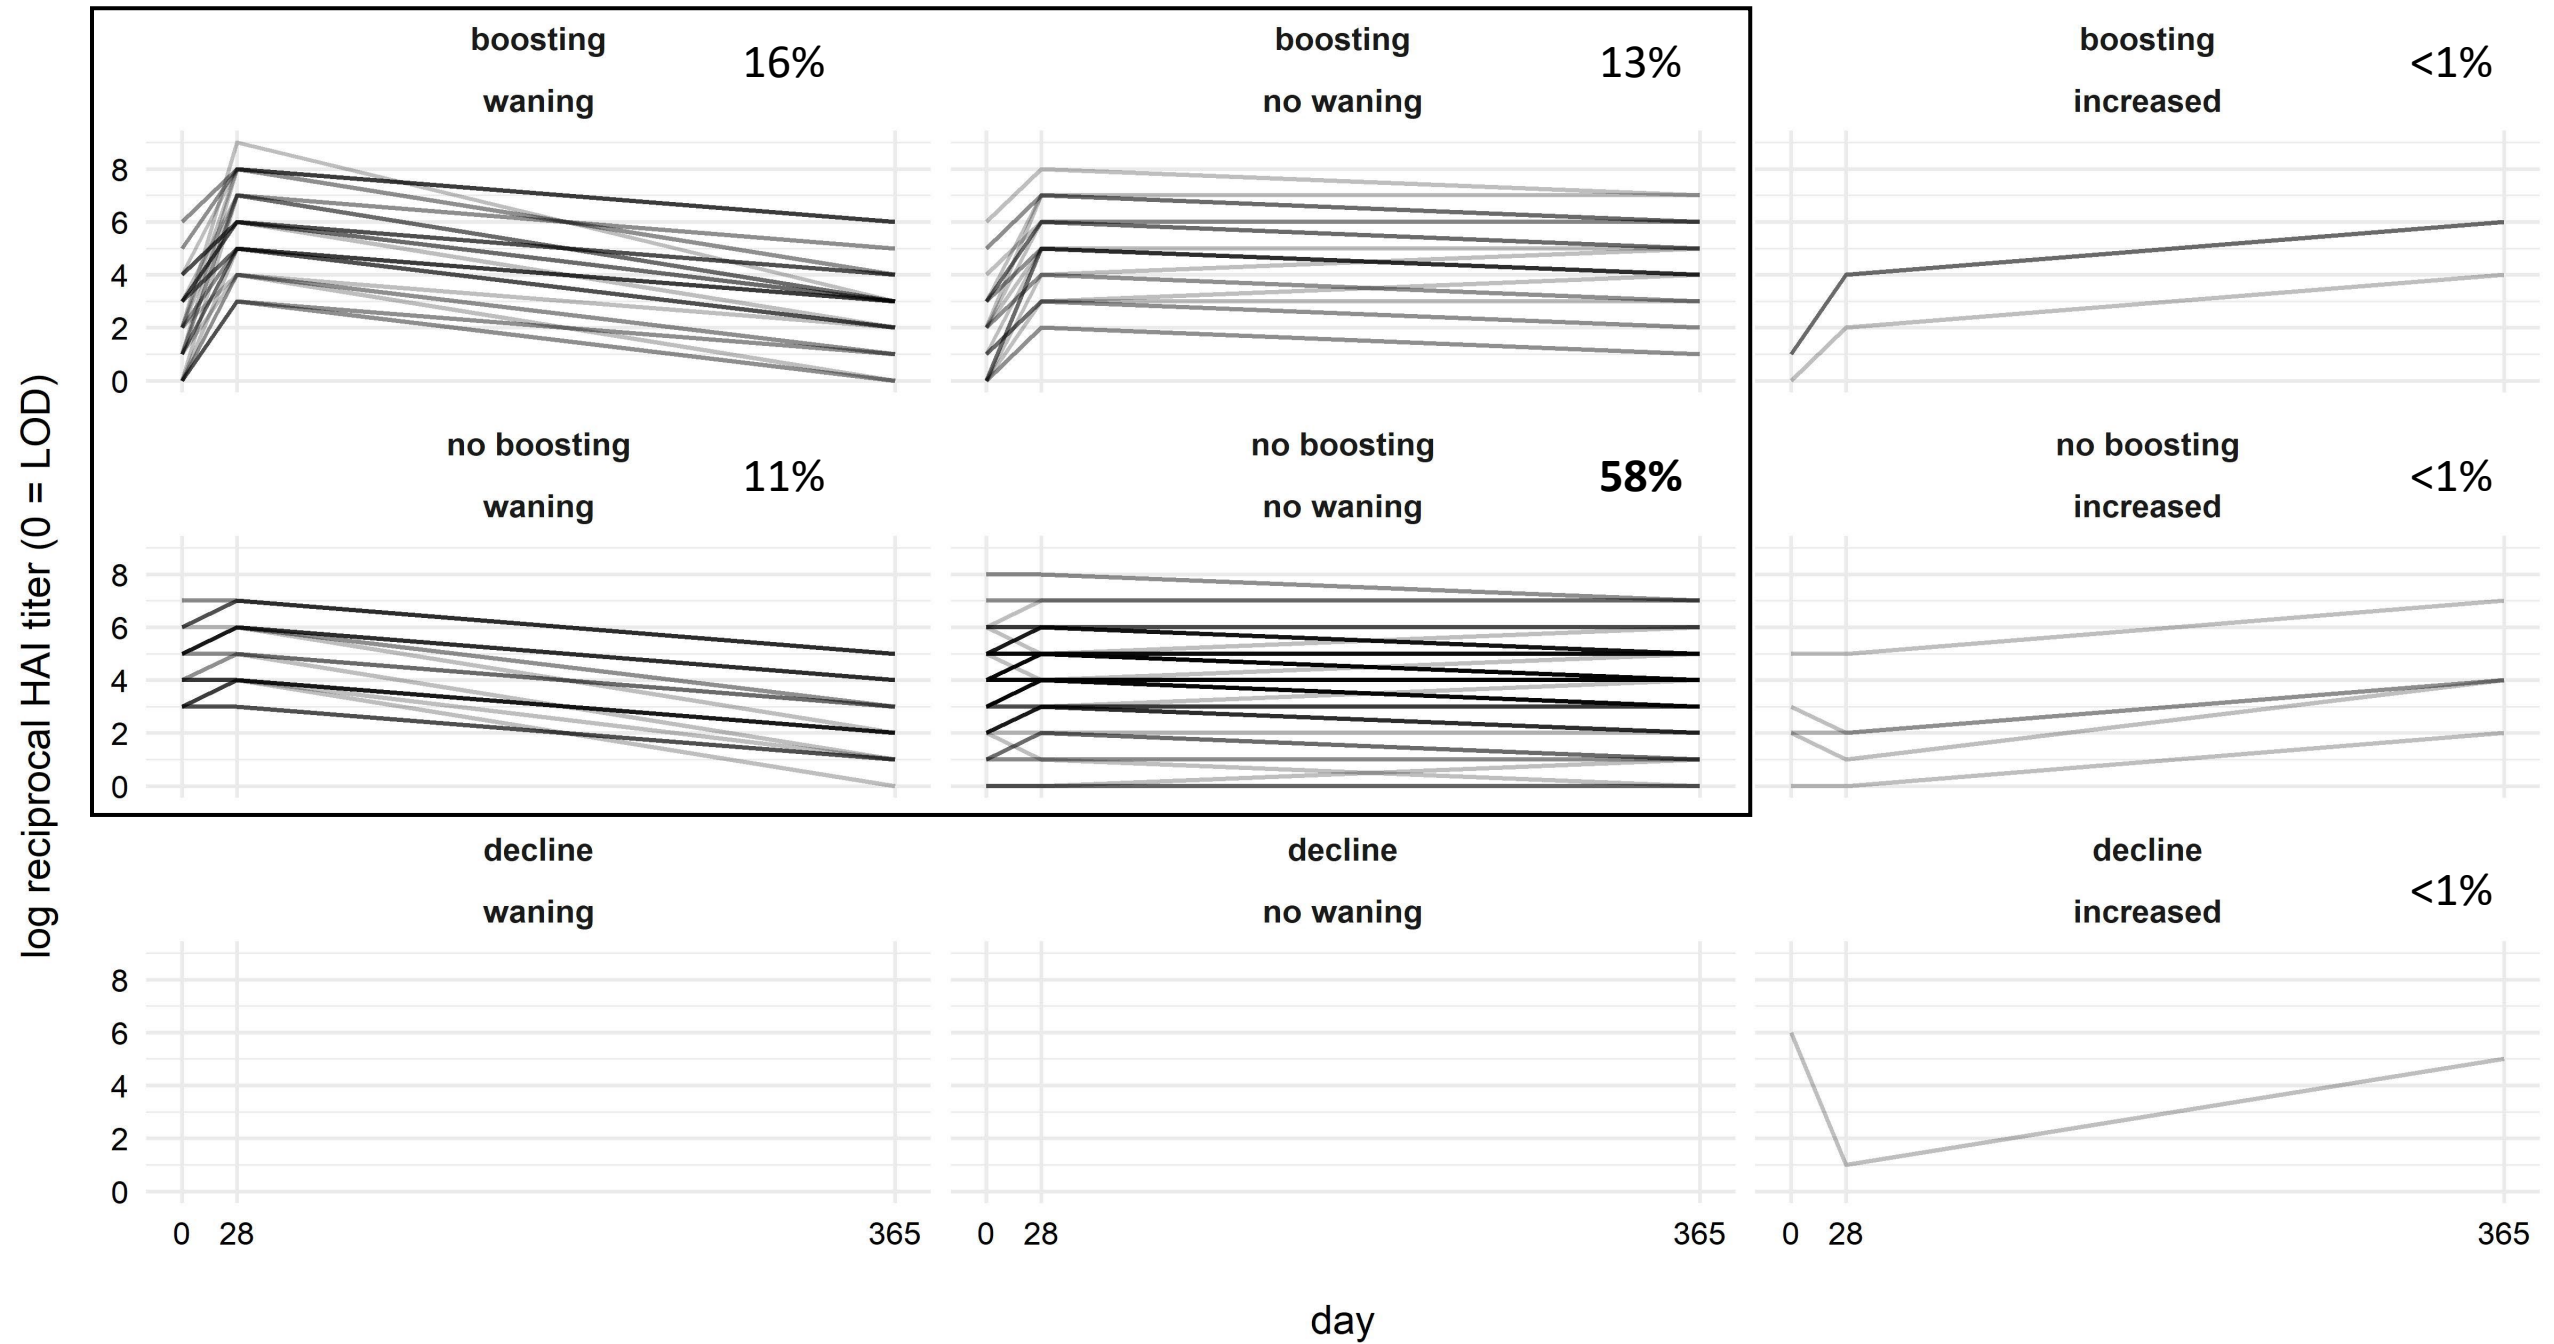 boosting
waning
16%
boosting
no waning
13%
boosting
increased
<1%
8
6
4
2
0
no boosting
waning
11%
no boosting
no waning
58%
no boosting
increased
<1%
8
6
4
2
0
decline
waning
decline
no waning
decline
increased
<1%
8
6
4
2
0
0 28 365
0 28 365
0 28 365
log reciprocal HAI titer (0 = LOD)
day